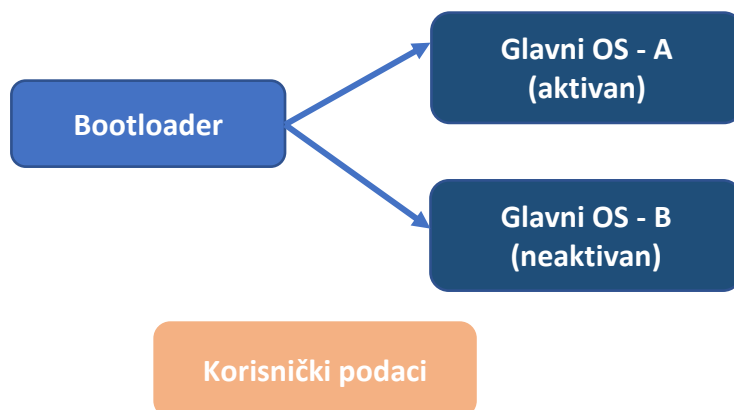 Bootloader
Glavni OS - A
(aktivan)
Glavni OS - B
(neaktivan)
Korisnički podaci